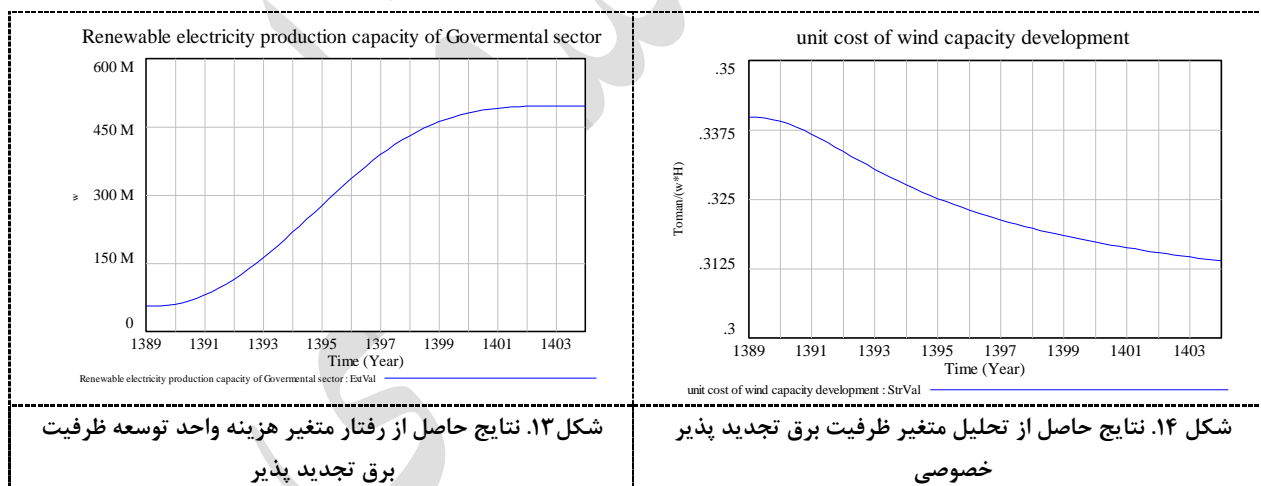 Renewable electricity production capacity of Govermental sector
600 M
450 M
300 M
150 M
0
w
1389 1391 1393 1395 1397 1399 1401 1403
Time (Year)
Renewable electricity production capacity of Govermental sector : ExtVal
unit cost of wind capacity development
.35
.3375
.325
.3125
.3
Toman/(w*H)
1389 1391 1393 1395 1397 1399 1401 1403
Time (Year)
unit cost of wind capacity development : StrVal
شکل ۱۴. نتایج حاصل از تحلیل متغیر ظرفیت برق تجدید پذیر
خصوصی
شکل۱۳. نتایج حاصل از رفتار متغیر هزینه واحد توسعه ظرفیت
برق تجدید پذیر